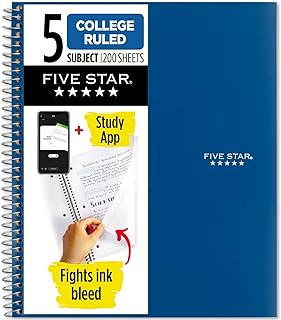 5 COLLEGE
RULED
SUBJECT | 200 SHEETS
FIVE STAR®
+ Study
App
FIVE STAR®
Fights ink
bleed